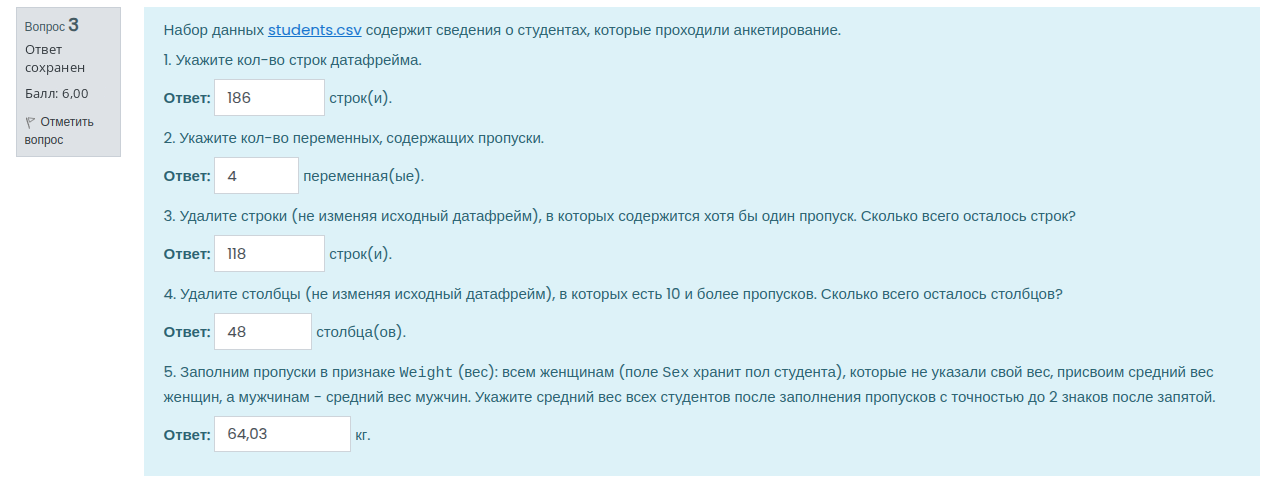 Вопрос 3
Ответ
сохранен
Балл: 6,00
Отметить
вопрос
Набор данных students.csv содержит сведения о студентах, которые проходили анкетирование.
1. Укажите кол-во строк датафрейма.
Ответ: 186 строк(и).
2. Укажите кол-во переменных, содержащих пропуски.
Ответ: 4 переменная(ые).
3. Удалите строки (не изменяя исходный датафрейм), в которых содержится хотя бы один пропуск. Сколько всего осталось строк?
Ответ: 118 строк(и).
4. Удалите столбцы (не изменяя исходный датафрейм), в которых есть 10 и более пропусков. Сколько всего осталось столбцов?
Ответ: 48 столбца(ов).
5. Заполним пропуски в признаке Weight (вес): всем женщинам (поле Sex хранит пол студента), которые не указали свой вес, присвоим средний вес
женщин, а мужчинам - средний вес мужчин. Укажите средний вес всех студентов после заполнения пропусков с точностью до 2 знаков после запятой.
Ответ: 64,03 кг.